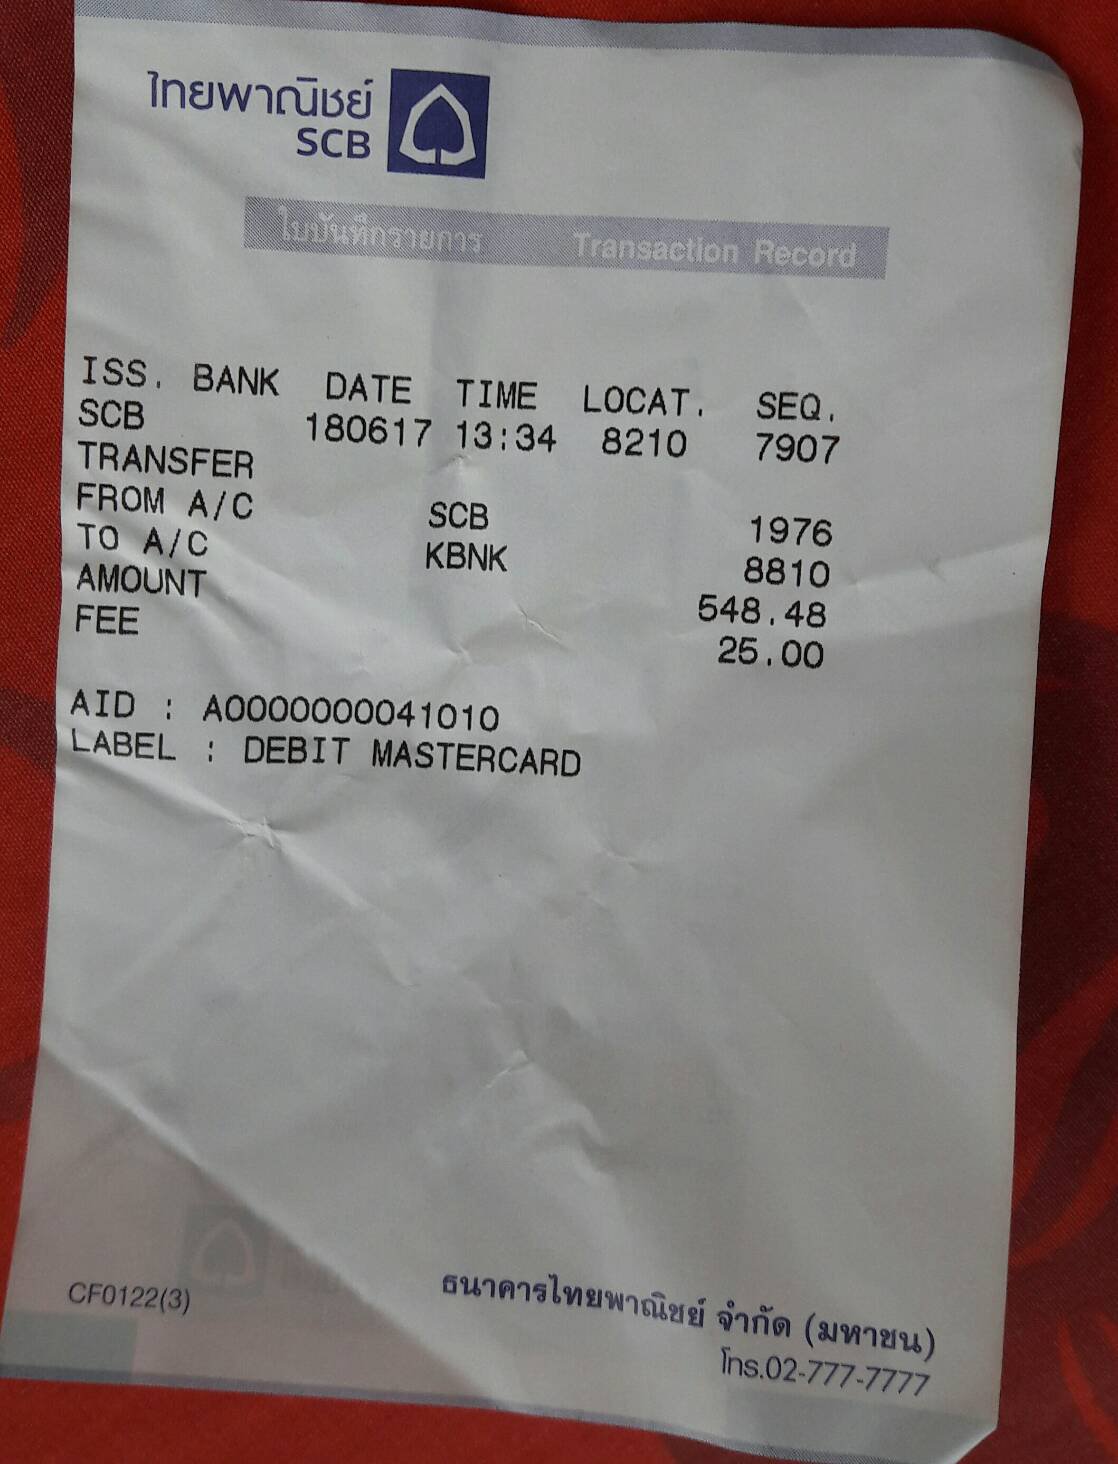 ไทยพาณิชย์
SCB
ใบบันทึกรายการ Transaction Record
ISS. BANK DATE TIME LOCAT. SEQ.
SCB 180617 13:34 8210 7907
TRANSFER
FROM A/C SCB 1976
TO A/C KBNK 8810
AMOUNT 548.48
FEE 25.00
AID : A0000000041010
LABEL : DEBIT MASTERCARD
CF0122(3)
ธนาคารไทยพาณิชย์ จำกัด (มหาชน)
โทร.02-777-7777